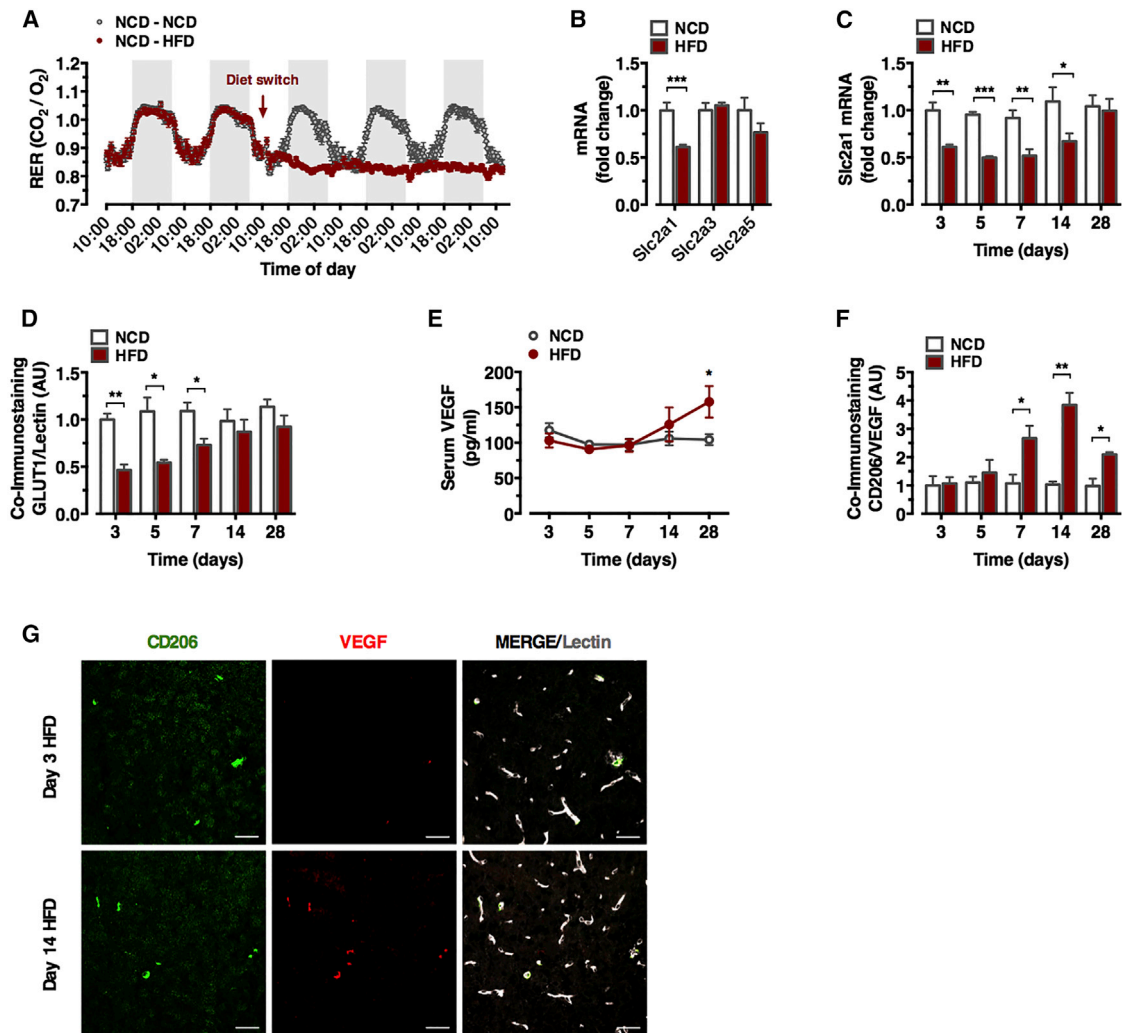 A
NCD - NCD
NCD - HFD
Diet switch
RER (CO2 / O2)
1.2
1.1
1.0
0.9
0.8
0.7
10:00
18:00
02:00
10:00
18:00
02:00
10:00
18:00
02:00
10:00
18:00
02:00
10:00
18:00
02:00
10:00
Time of day
B
NCD
HFD
mRNA
(fold change)
1.5
1.0
0.5
0.0
***
Slc2a1
Slc2a3
Slc2a5
C
NCD
HFD
Slc2a1 mRNA
(fold change)
1.5
1.0
0.5
0.0
**
***
**
*
3 5 7 14 28
Time (days)
D
NCD
HFD
Co-Immunostaining
GLUT1/Lectin (AU)
1.5
1.0
0.5
0.0
**
*
*
3 5 7 14 28
Time (days)
E
NCD
HFD
Serum VEGF
(pg/ml)
200
150
100
50
0
*
3 5 7 14 28
Time (days)
F
NCD
HFD
Co-Immunostaining
CD206/VEGF (AU)
5
4
3
2
1
0
*
**
*
3 5 7 14 28
Time (days)
G
CD206
VEGF
MERGE/Lectin
Day 3 HFD
Day 14 HFD